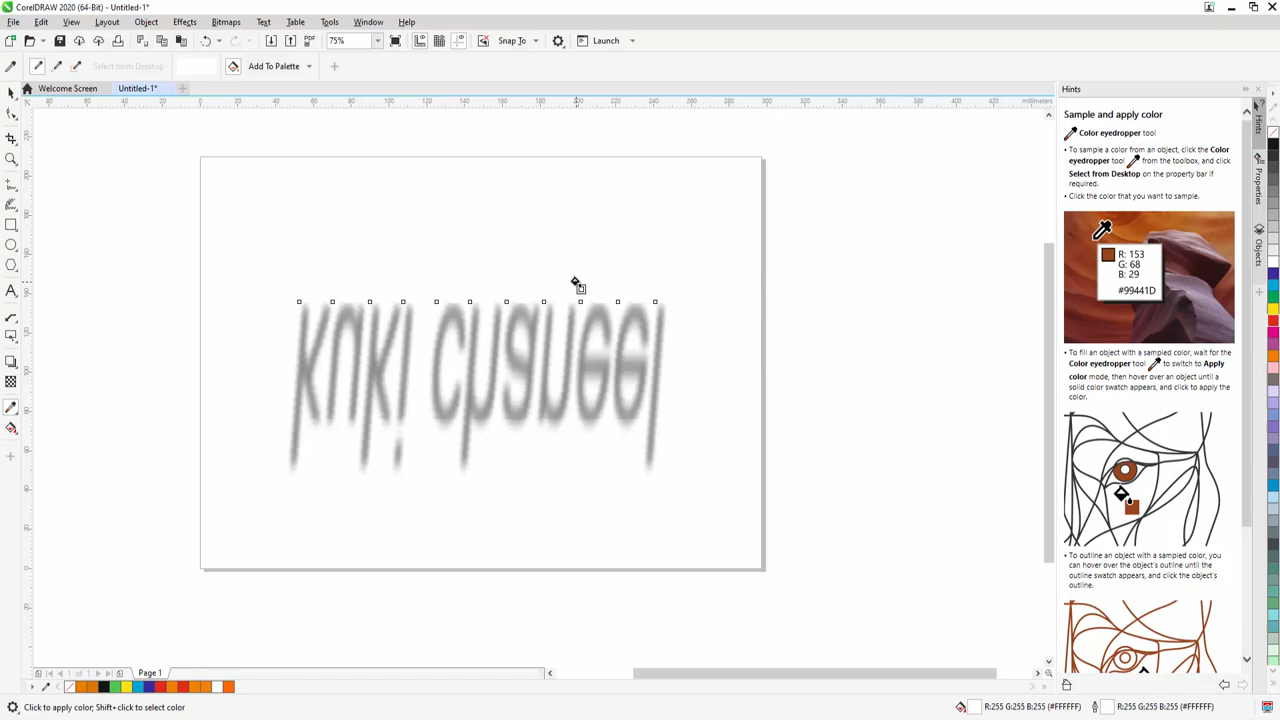 CorelDRAW 2020 (64-Bit) - Untitled-1*
File Edit View Layout Object Effects Bitmaps Text Table Tools Window Help
PDF 75% Snap To Launch
Select from Desktop Add To Palette
Welcome Screen Untitled-1* Hints
millimeters
Sample and apply color
Color eyedropper tool
• To sample a color from an object, click the Color
eyedropper tool from the toolbox, and click
Select from Desktop on the property bar if
required.
• Click the color that you want to sample.
R: 153
G: 68
B: 29
#99441D
• To fill an object with a sampled color, wait for the
Color eyedropper tool to switch to Apply
color mode, then hover over an object until a
solid color swatch appears, and click to apply the
color.
• To outline an object with a sampled color, you
can hover over the object's outline until the
outline swatch appears, and click the object's
outline.
Hints
Properties
Objects
1 of 1 Page 1
Click to apply color; Shift+click to select color R:255 G:255 B:255 (#FFFFFF) R:255 G:255 B:255 (#FFFFFF)